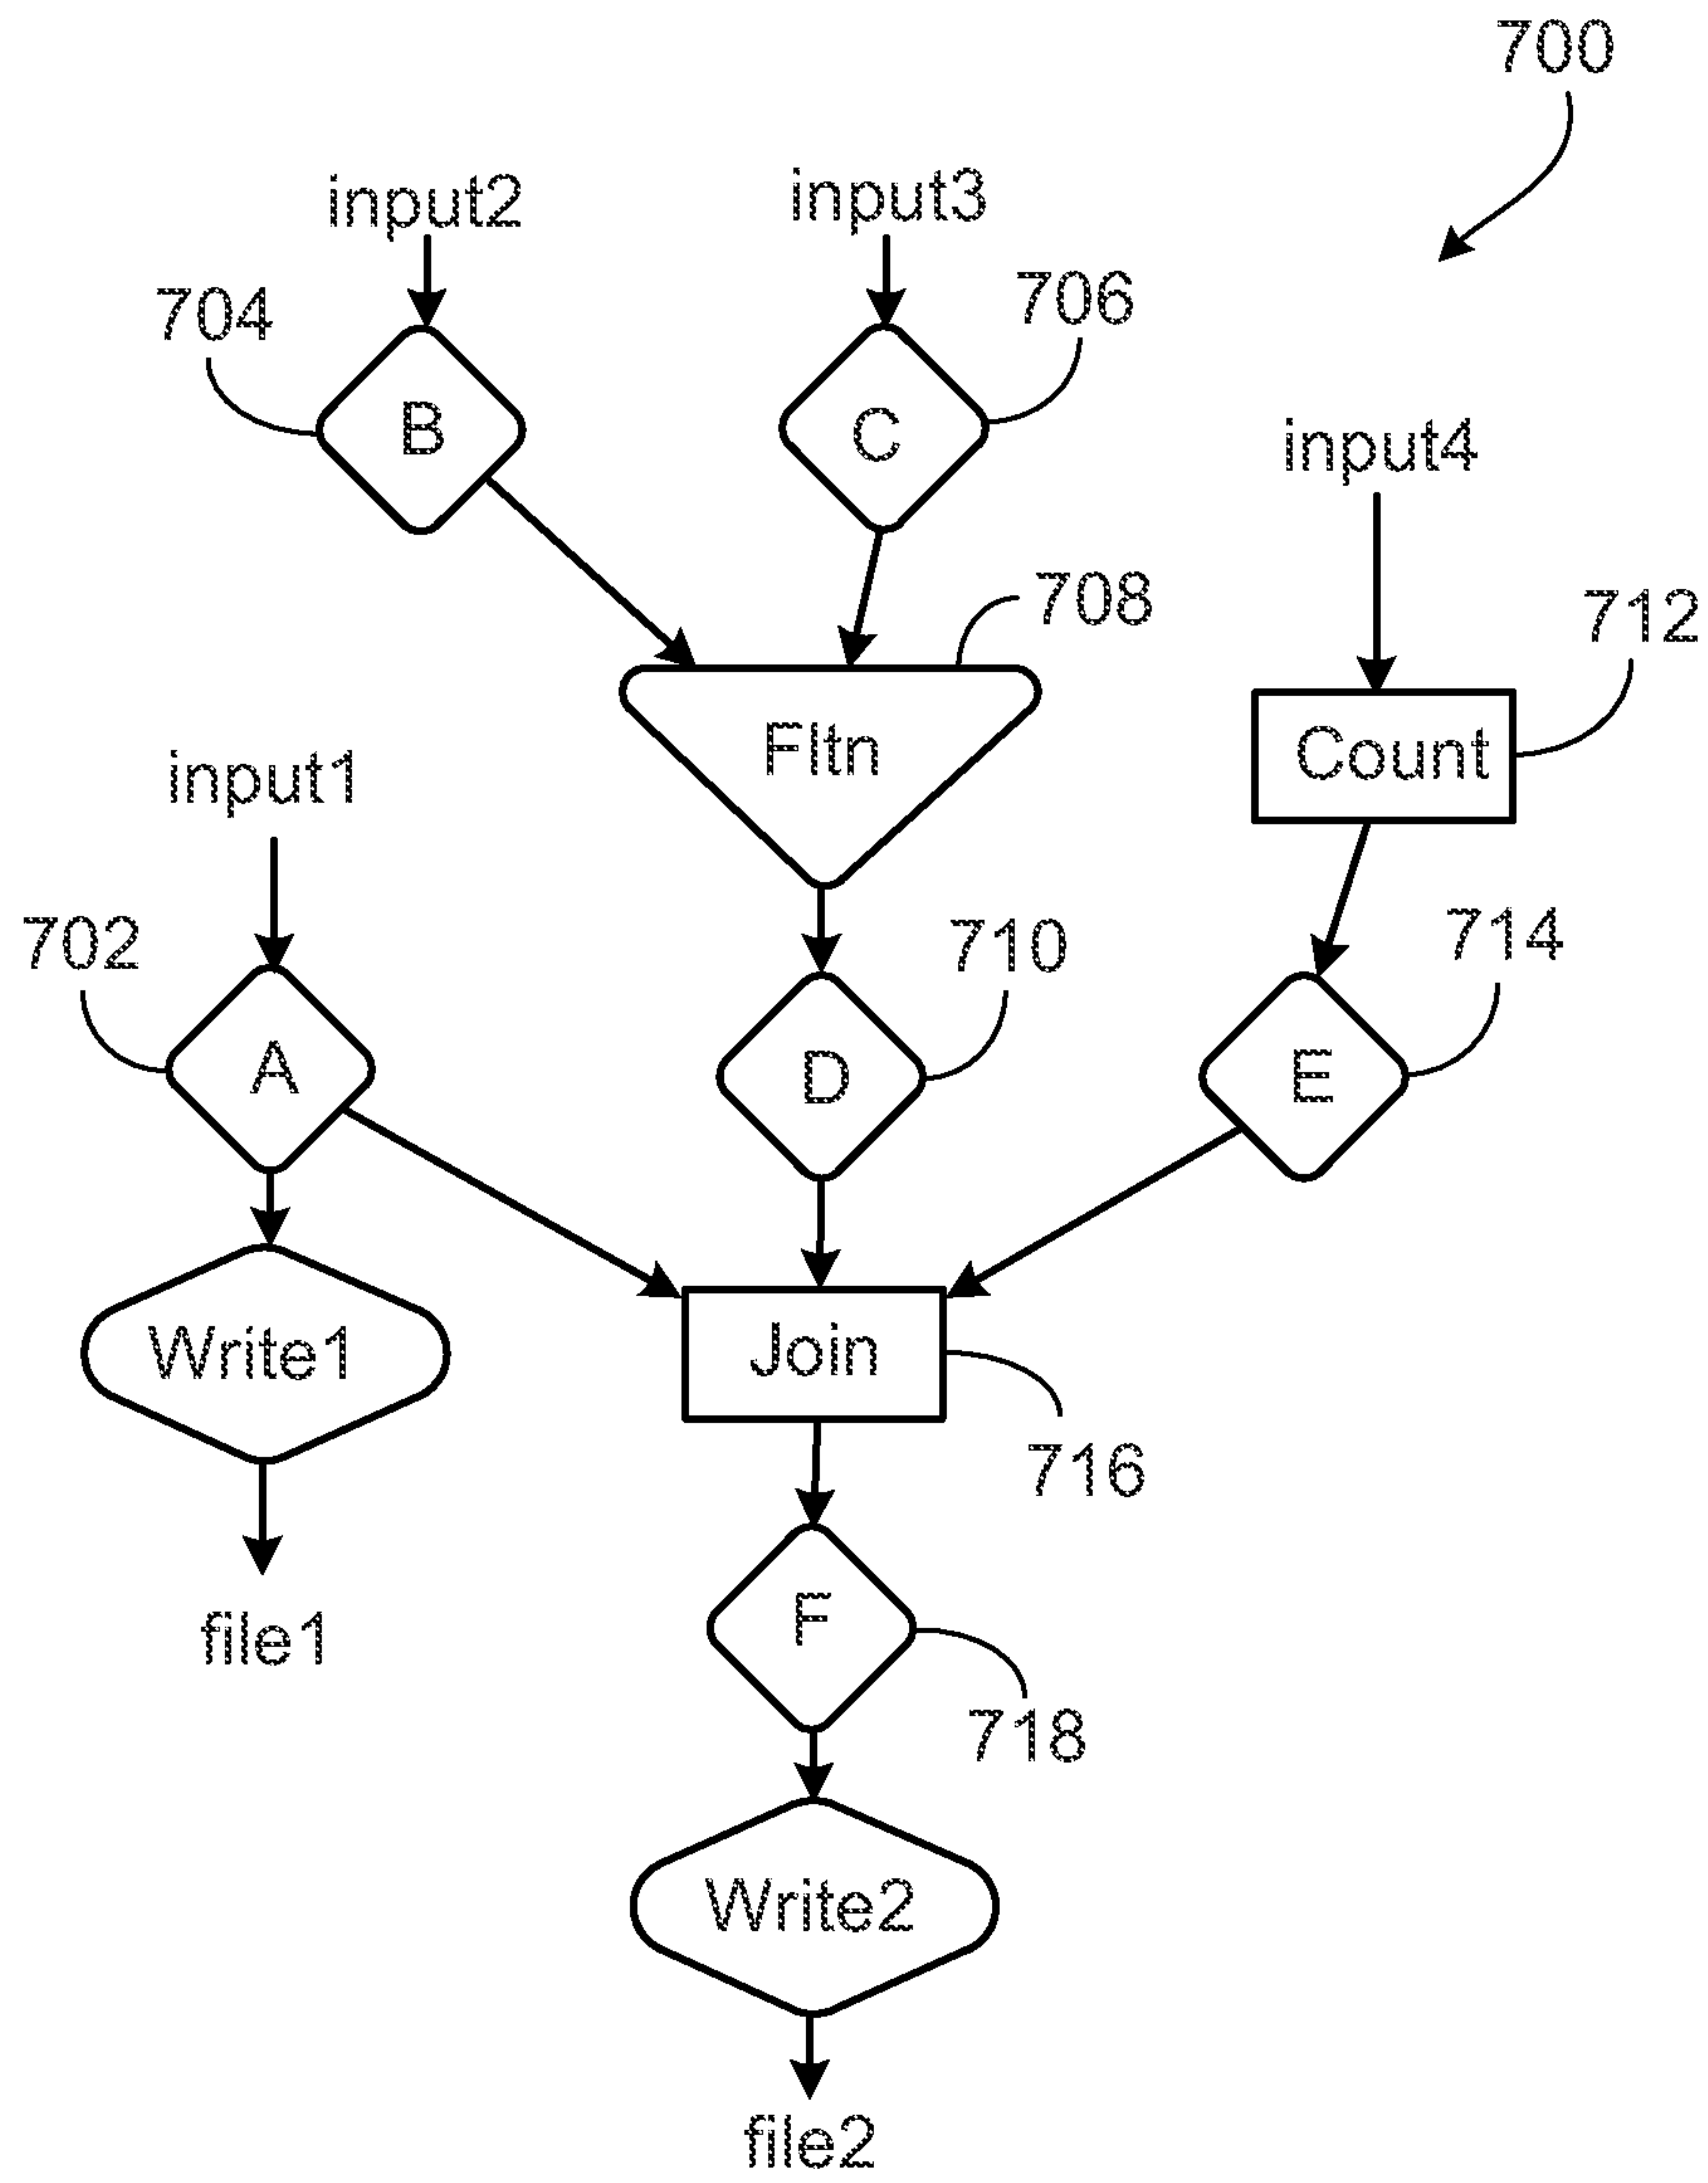 700
input2
input3
704
706
B
C
input4
708
712
Fltn
Count
input1
702
710
714
A
D
E
Write1
Join
716
file1
F
718
Write2
file2